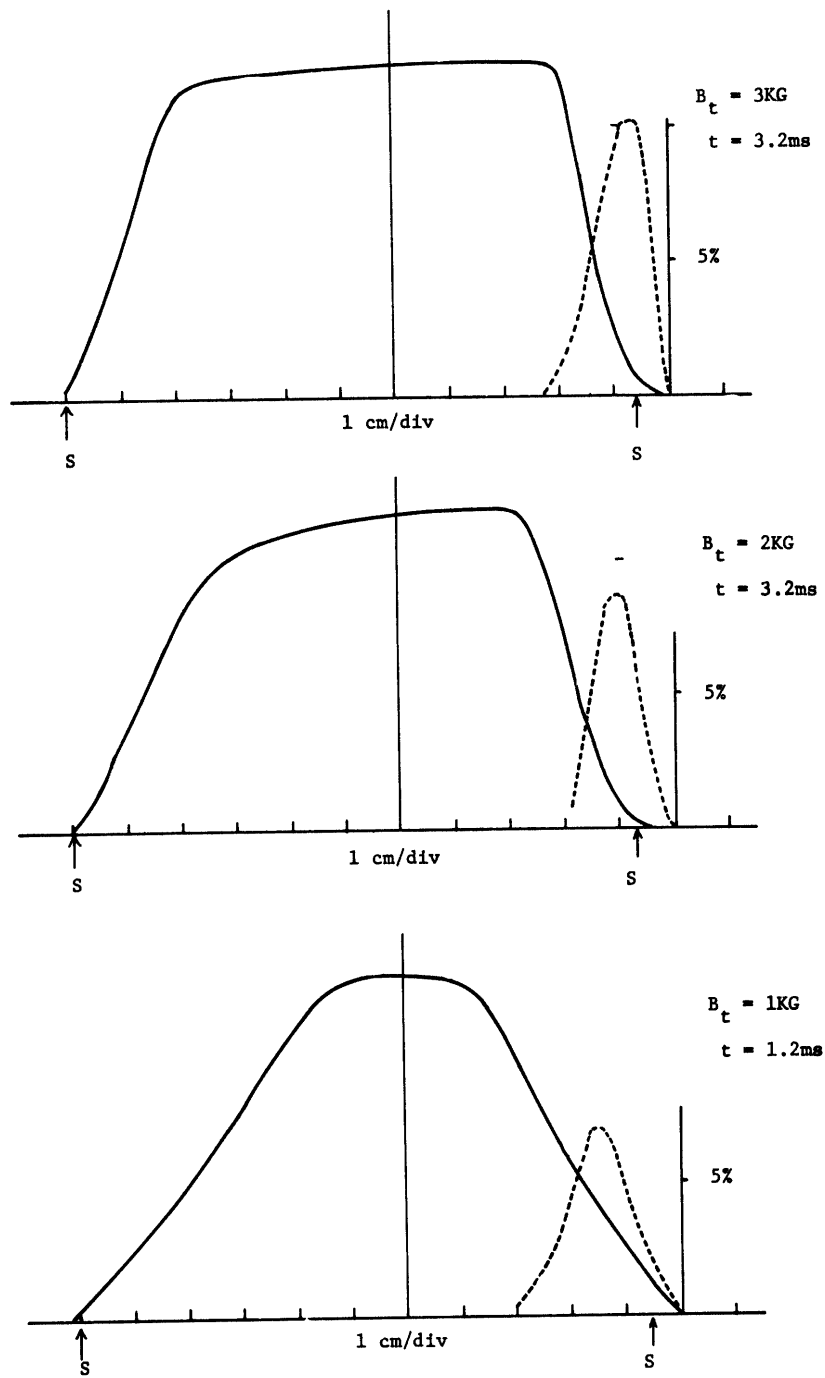 B_t = 3KG
t = 3.2ms
5%
1 cm/div
S S
B_t = 2KG
t = 3.2ms
5%
1 cm/div
S S
B_t = 1KG
t = 1.2ms
5%
1 cm/div
S S